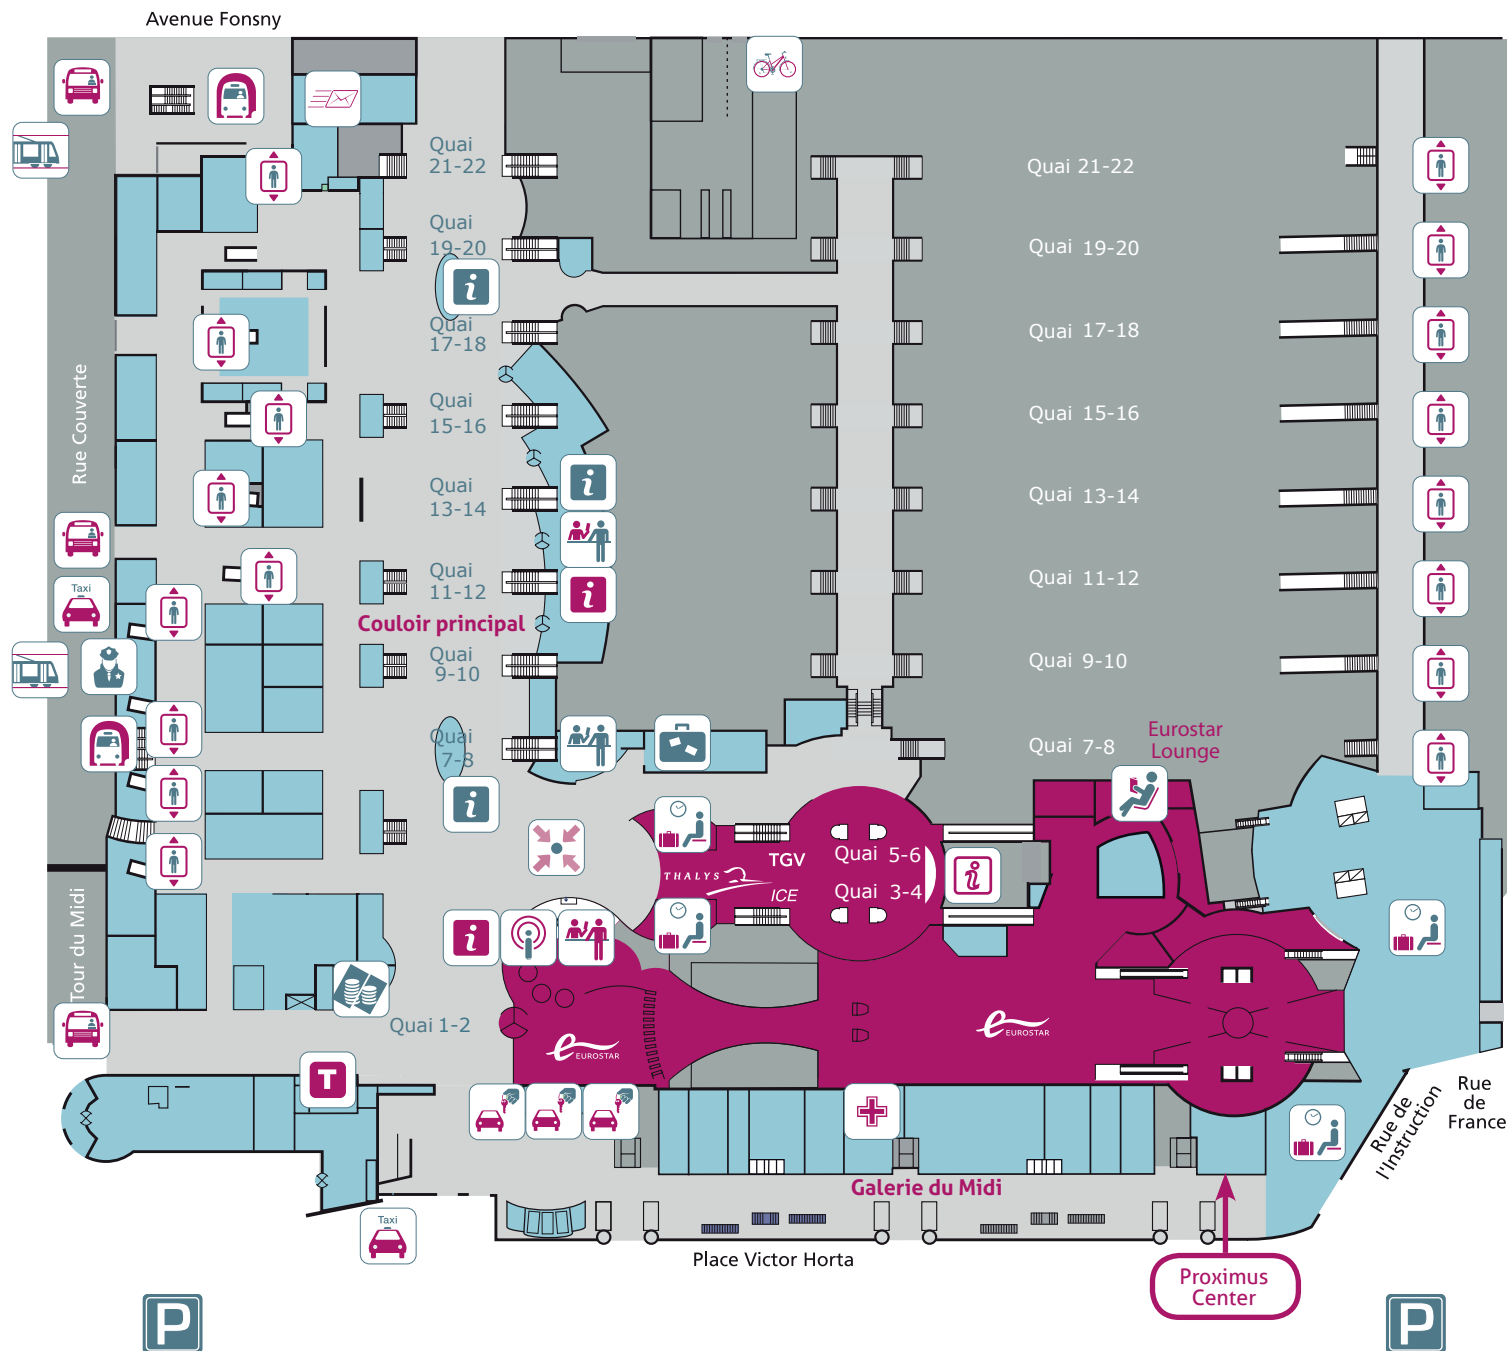 Avenue Fonsny
Quai
21-22
Quai 21-22
Quai
19-20
Quai 19-20
i
Quai
17-18
Quai 17-18
Rue Couverte
Quai
15-16
Quai 15-16
i
Quai
13-14
Quai 13-14
Quai
11-12
Quai 11-12
Taxi
i
Couloir principal
Quai
9-10
Quai 9-10
Quai
7-8
Quai 7-8
Eurostar
Lounge
i
TGV
Quai 5-6
THALYS
ICE
Quai 3-4
i
i
Tour du Midi
Quai 1-2
e
EUROSTAR
e
EUROSTAR
T
Rue de
l'Instruction
Rue
de
France
Galerie du Midi
Taxi
Place Victor Horta
Proximus
Center
P
P